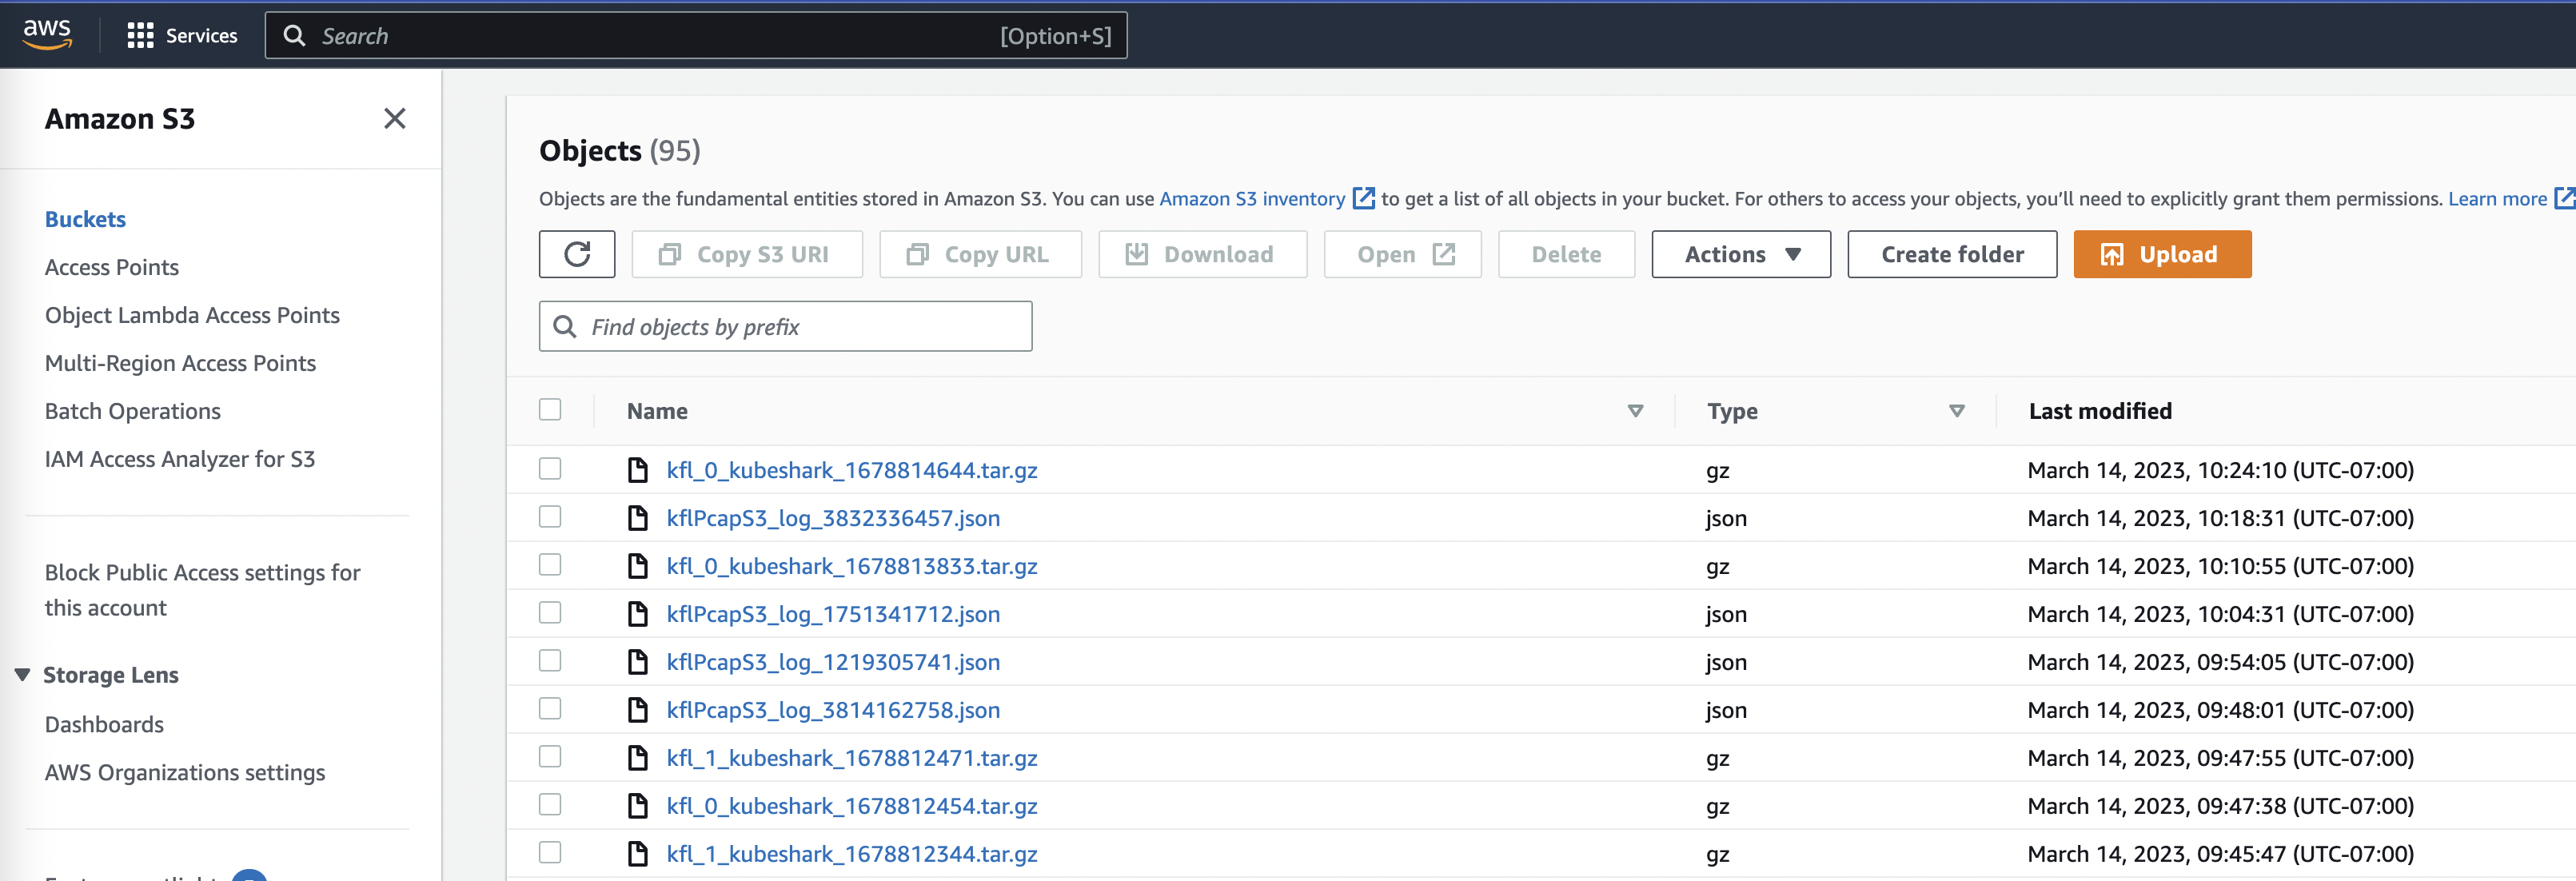 aws
Services
Search
[Option+S]
Amazon S3
Buckets
Access Points
Object Lambda Access Points
Multi-Region Access Points
Batch Operations
IAM Access Analyzer for S3
Block Public Access settings for
this account
Storage Lens
Dashboards
AWS Organizations settings
Objects (95)
Objects are the fundamental entities stored in Amazon S3. You can use Amazon S3 inventory to get a list of all objects in your bucket. For others to access your objects, you’ll need to explicitly grant them permissions. Learn more
Copy S3 URI
Copy URL
Download
Open
Delete
Actions
Create folder
Upload
Find objects by prefix
Name Type Last modified
kfl_0_kubeshark_1678814644.tar.gz gz March 14, 2023, 10:24:10 (UTC-07:00)
kflPcapS3_log_3832336457.json json March 14, 2023, 10:18:31 (UTC-07:00)
kfl_0_kubeshark_1678813833.tar.gz gz March 14, 2023, 10:10:55 (UTC-07:00)
kflPcapS3_log_1751341712.json json March 14, 2023, 10:04:31 (UTC-07:00)
kflPcapS3_log_1219305741.json json March 14, 2023, 09:54:05 (UTC-07:00)
kflPcapS3_log_3814162758.json json March 14, 2023, 09:48:01 (UTC-07:00)
kfl_1_kubeshark_1678812471.tar.gz gz March 14, 2023, 09:47:55 (UTC-07:00)
kfl_0_kubeshark_1678812454.tar.gz gz March 14, 2023, 09:47:38 (UTC-07:00)
kfl_1_kubeshark_1678812344.tar.gz gz March 14, 2023, 09:45:47 (UTC-07:00)